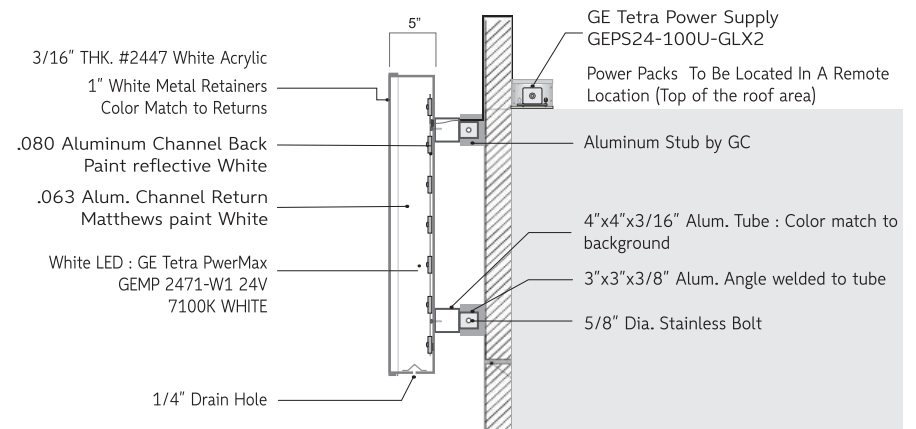 5"
3/16" THK. #2447 White Acrylic
1" White Metal Retainers
Color Match to Returns
.080 Aluminum Channel Back
Paint reflective White
.063 Alum. Channel Return
Matthews paint White
White LED : GE Tetra PwerMax
GEMP 2471-W1 24V
7100K WHITE
1/4" Drain Hole
GE Tetra Power Supply
GEPS24-100U-GLX2
Power Packs To Be Located In A Remote
Location (Top of the roof area)
Aluminum Stub by GC
4"x4"x3/16" Alum. Tube : Color match to
background
3"x3"x3/8" Alum. Angle welded to tube
5/8" Dia. Stainless Bolt